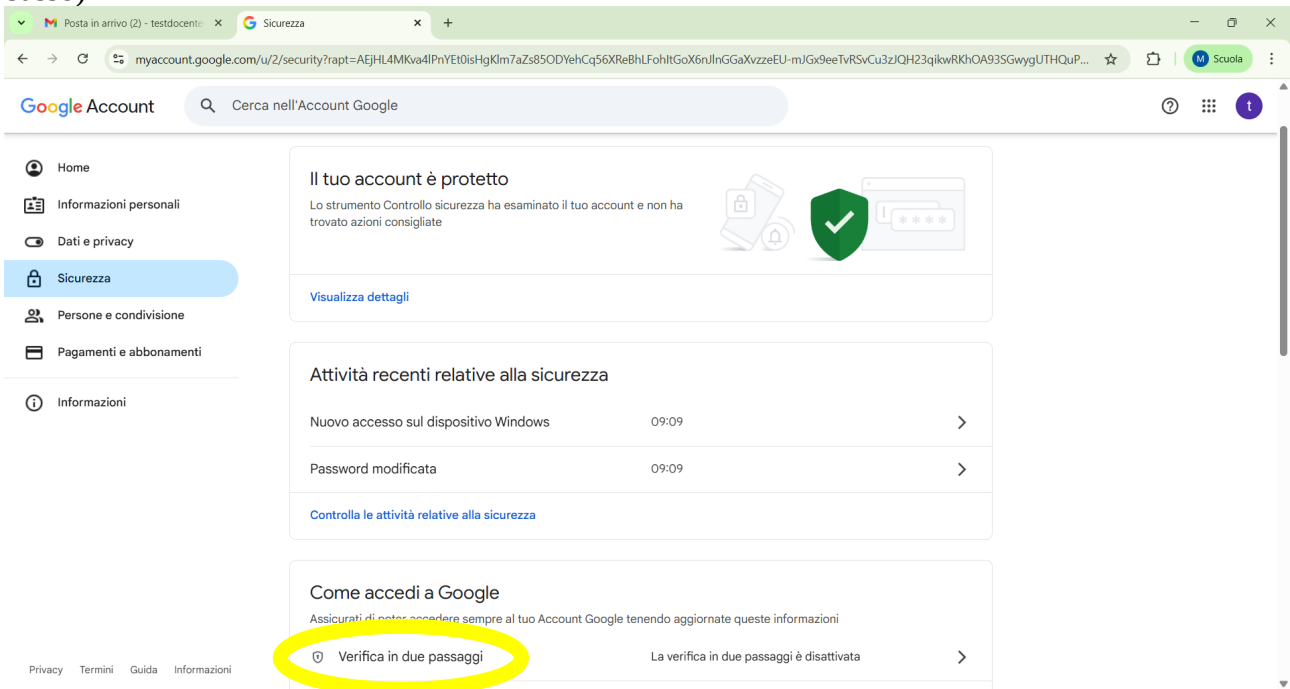 Posta in arrivo (2) - testdocente
Sicurezza
myaccount.google.com/u/2/security?rapt=AEjHL4MKva4lPnYEt0isHgKlm7aZs85ODYehCq56XReBhLFohItGoX6nJlnGGaXvzzeEU-mJGx9eeTvRSvCu3zJQH23qikwRKhOA93SGwygUTHQuP...
M Scuola
Google Account
Cerca nell'Account Google
t
Home
Informazioni personali
Dati e privacy
Sicurezza
Persone e condivisione
Pagamenti e abbonamenti
Informazioni
Il tuo account è protetto
Lo strumento Controllo sicurezza ha esaminato il tuo account e non ha
trovato azioni consigliate
Visualizza dettagli
Attività recenti relative alla sicurezza
Nuovo accesso sul dispositivo Windows 09:09
Password modificata 09:09
Controlla le attività relative alla sicurezza
Come accedi a Google
Assicurati di poter accedere sempre al tuo Account Google tenendo aggiornate queste informazioni
Verifica in due passaggi La verifica in due passaggi è disattivata
Privacy Termini Guida Informazioni